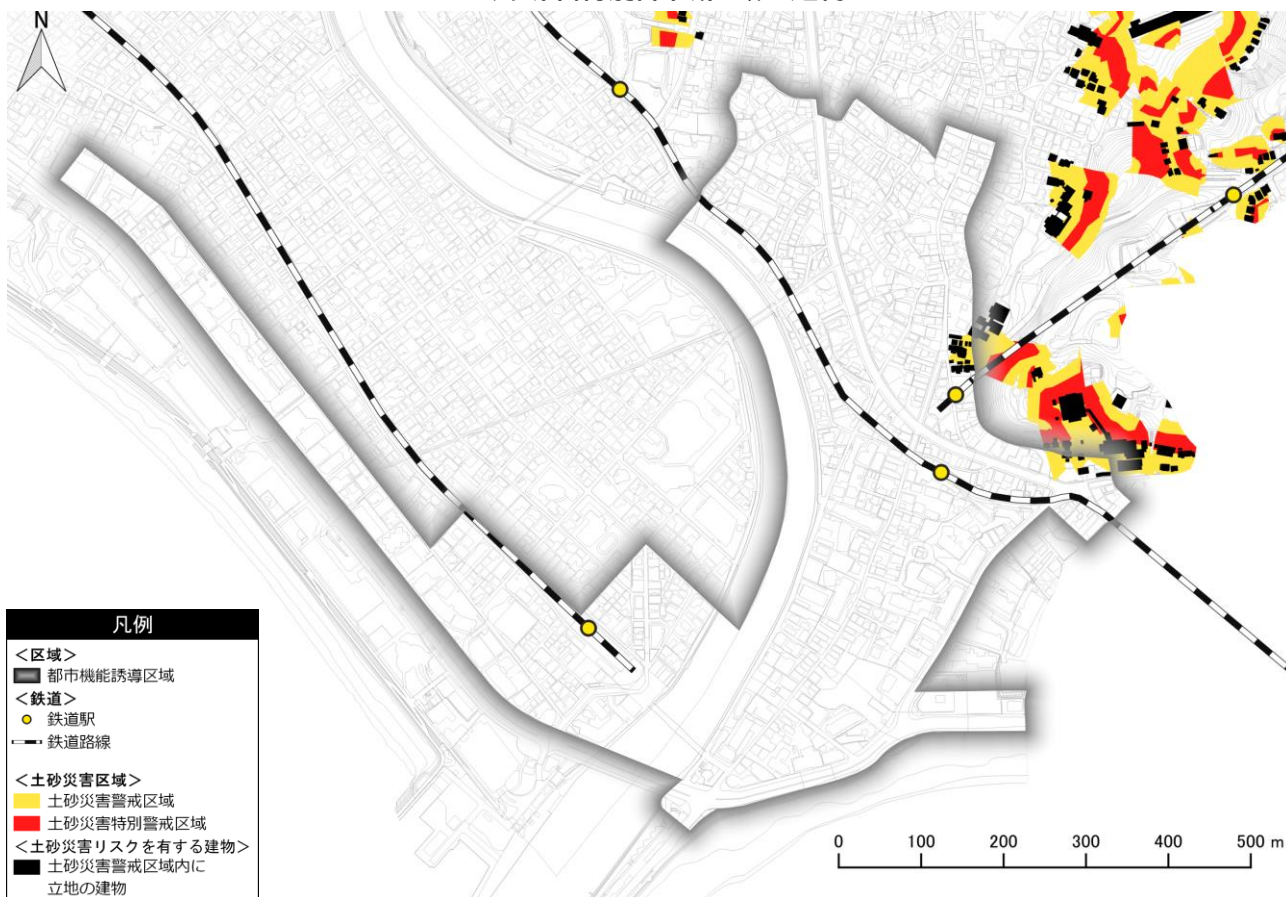 N
凡例
＜区域＞
都市機能誘導区域
＜鉄道＞
鉄道駅
鉄道路線
＜土砂災害区域＞
土砂災害警戒区域
土砂災害特別警戒区域
＜土砂災害リスクを有する建物＞
土砂災害警戒区域内に
立地の建物
0 100 200 300 400 500 m